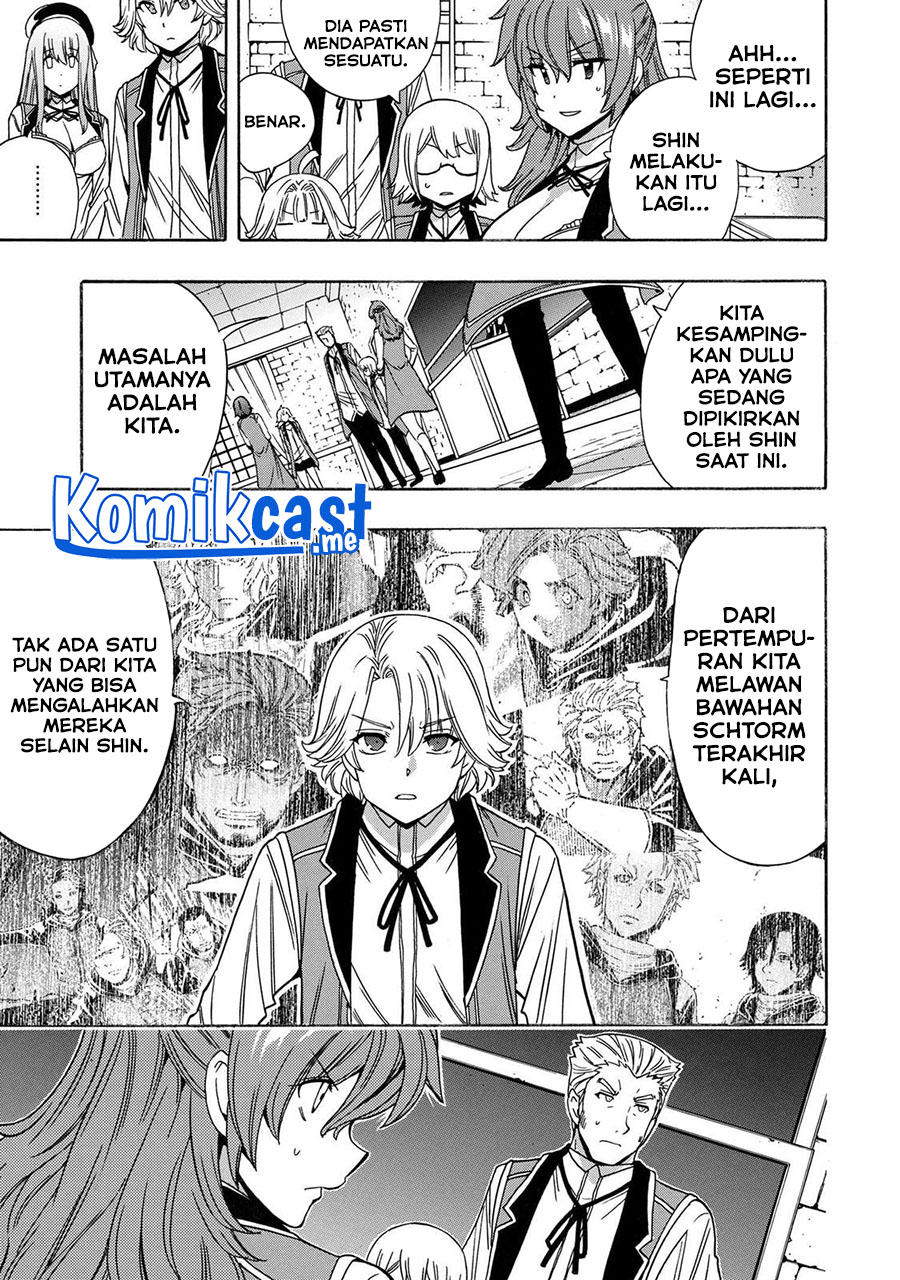 AHH...
SEPERTI
INI LAGI...
SHIN
MELAKU-
KAN ITU
LAGI...
DIA PASTI
MENDAPATKAN
SESUATU.
BENAR.
.........
KITA
KESAMPING-
KAN DULU
APA YANG
SEDANG
DIPIKIRKAN
OLEH SHIN
SAAT INI.
MASALAH
UTAMANYA
ADALAH
KITA.
Komikcast
.me
DARI
PERTEMPU-
RAN KITA
MELAWAN
BAWAHAN
SCHTORM
TERAKHIR
KALI,
TAK ADA SATU
PUN DARI KITA
YANG BISA
MENGALAHKAN
MEREKA
SELAIN SHIN.